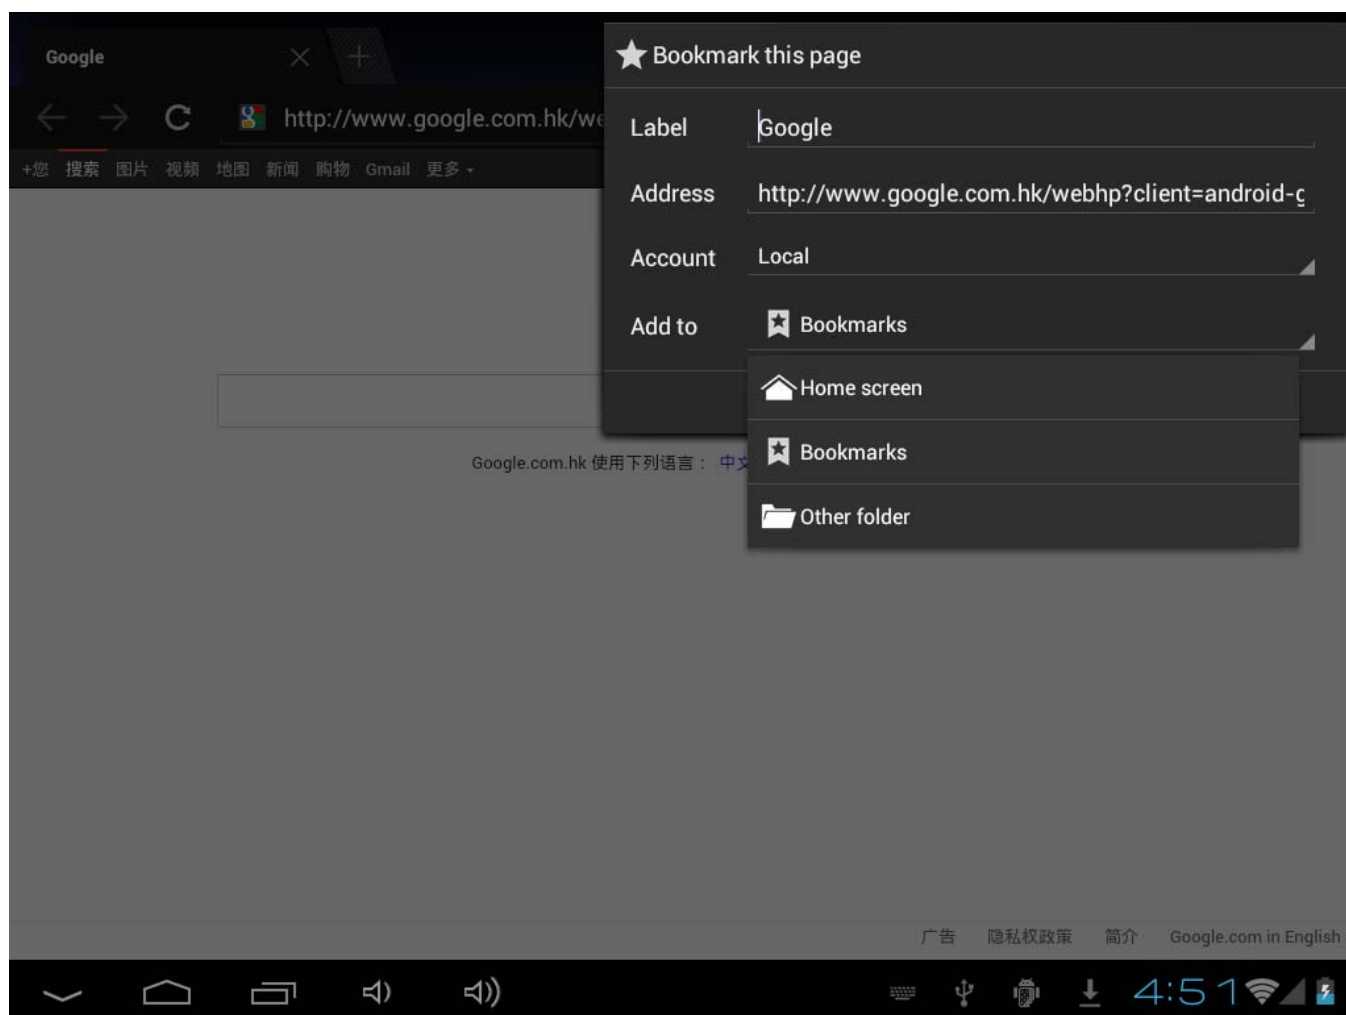 Google
http://www.google.com.hk/we
+您 搜索 图片 视频 地图 新闻 购物 Gmail 更多
Bookmark this page
Label Google
Address http://www.google.com.hk/webhp?client=android-g
Account Local
Add to Bookmarks
Home screen
Bookmarks
Other folder
Google.com.hk 使用下列语言： 中文
广告 隐私权政策 简介 Google.com in English
4:51